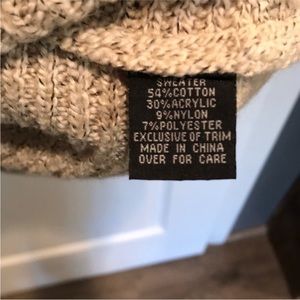 SWEATER
54%COTTON
30%ACRYLIC
9%NYLON
7%POLYESTER
EXCLUSIVE OF TRIM
MADE IN CHINA
OVER FOR CARE